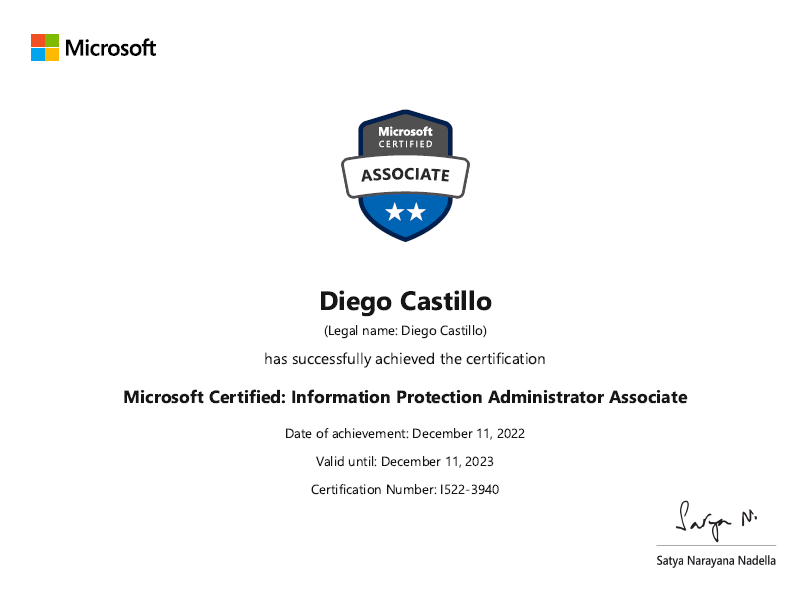 Microsoft
Microsoft
CERTIFIED
ASSOCIATE
Diego Castillo
(Legal name: Diego Castillo)
has successfully achieved the certification
Microsoft Certified: Information Protection Administrator Associate
Date of achievement: December 11, 2022
Valid until: December 11, 2023
Certification Number: I522-3940
Satya N.
Satya Narayana Nadella